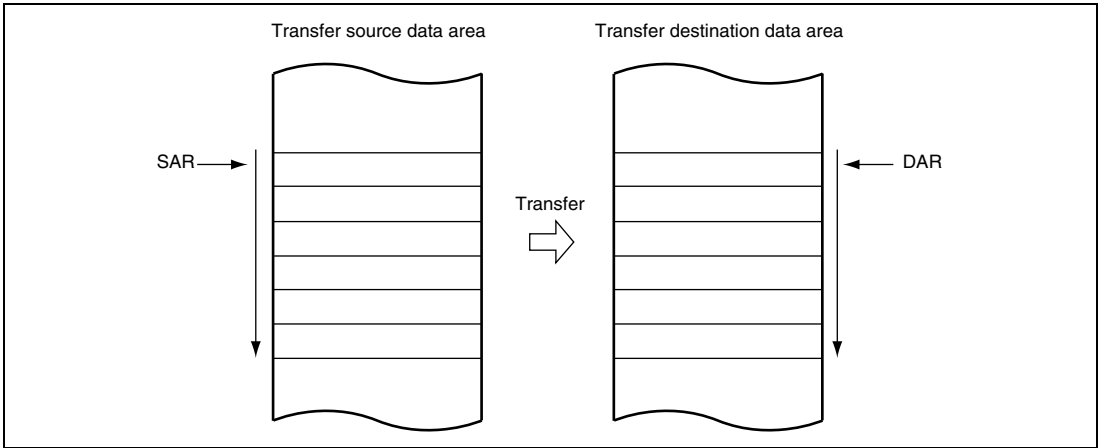 Transfer source data area
Transfer destination data area
SAR
Transfer
DAR